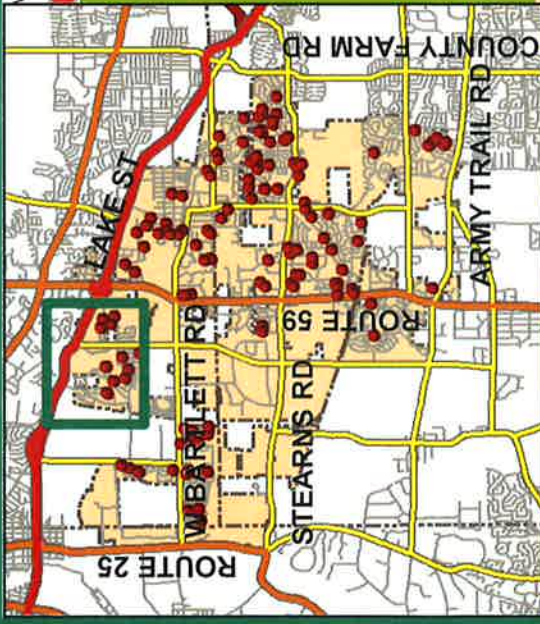 COUNTY FARM RD
LAKE ST
ARMY TRAIL RD
ROUTE 59
W BARTLETT RD
STEARNS RD
ROUTE 25